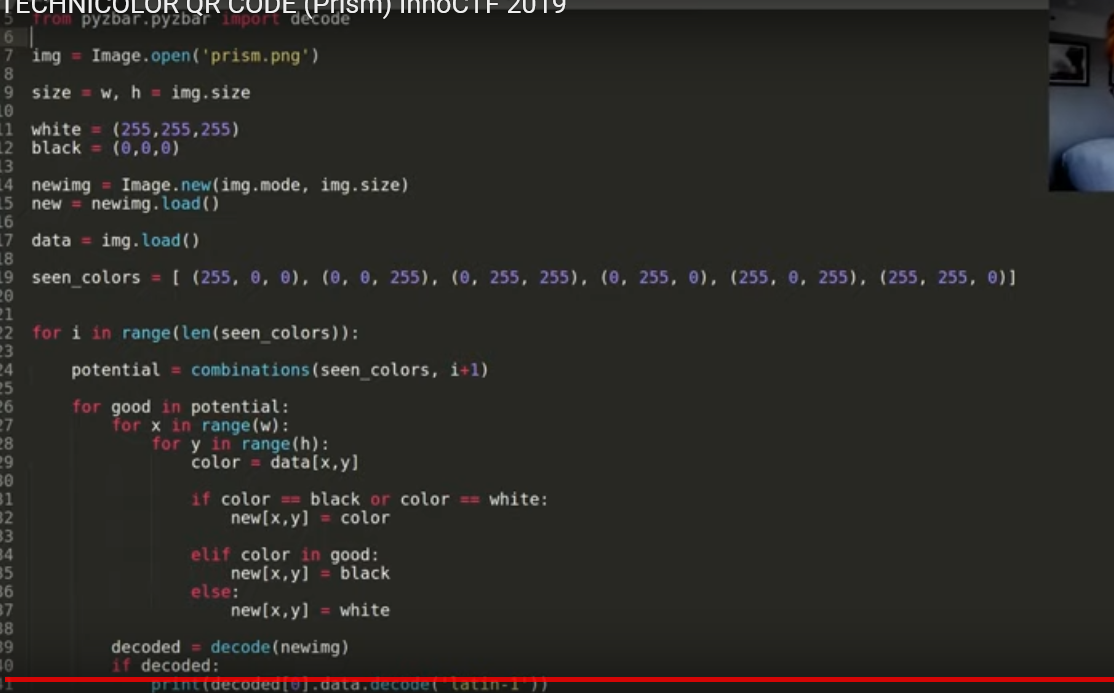 TECHNICOLOR QR CODE (Prism) InnoCTF 2019
5 from pyzbar.pyzbar import decode
6
7 img = Image.open('prism.png')
8
9 size = w, h = img.size
10
11 white = (255,255,255)
12 black = (0,0,0)
13
14 newimg = Image.new(img.mode, img.size)
15 new = newimg.load()
16
17 data = img.load()
18
19 seen_colors = [ (255, 0, 0), (0, 0, 255), (0, 255, 255), (0, 255, 0), (255, 0, 255), (255, 255, 0)]
20
21
22 for i in range(len(seen_colors)):
23
24 potential = combinations(seen_colors, i+1)
25
26 for good in potential:
27 for x in range(w):
28 for y in range(h):
29 color = data[x,y]
30
31 if color == black or color == white:
32 new[x,y] = color
33
34 elif color in good:
35 new[x,y] = black
36 else:
37 new[x,y] = white
38
39 decoded = decode(newimg)
40 if decoded:
41 print(decoded[0].data.decode('latin-1'))